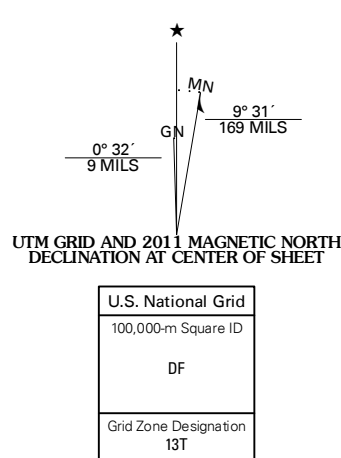 ★
MN
9° 31´
169 MILS
GN
0° 32´
9 MILS
UTM GRID AND 2011 MAGNETIC NORTH
DECLINATION AT CENTER OF SHEET
U.S. National Grid
100,000-m Square ID
DF
Grid Zone Designation
13T